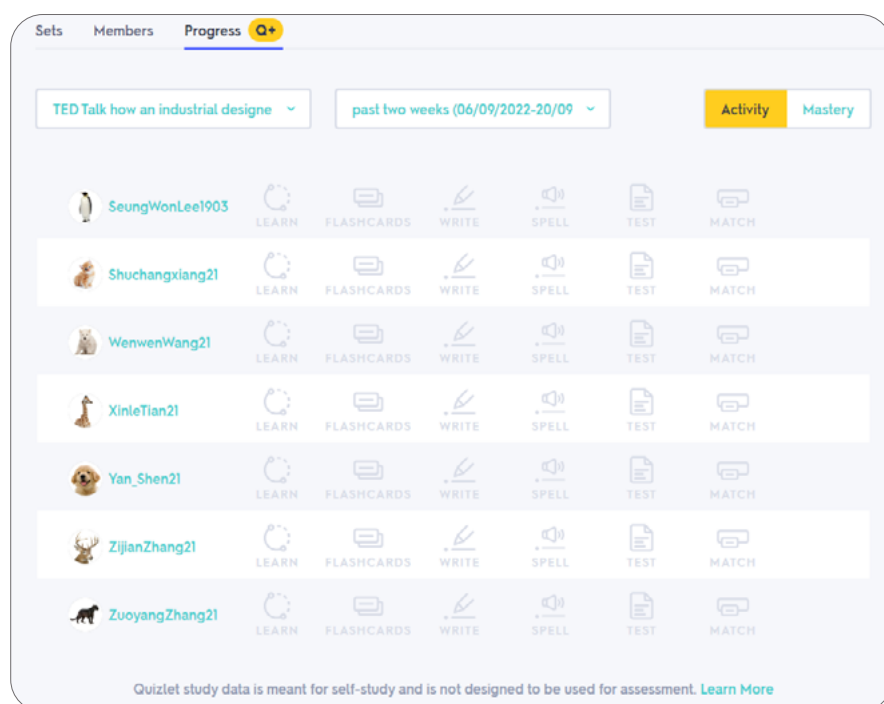 Sets Members Progress Q+
TED Talk how an industrial designe past two weeks (06/09/2022-20/09 Activity Mastery
SeungWonLee1903 LEARN FLASHCARDS WRITE SPELL TEST MATCH
Shuchangxiang21 LEARN FLASHCARDS WRITE SPELL TEST MATCH
WenwenWang21 LEARN FLASHCARDS WRITE SPELL TEST MATCH
XinleTian21 LEARN FLASHCARDS WRITE SPELL TEST MATCH
Yan_Shen21 LEARN FLASHCARDS WRITE SPELL TEST MATCH
ZijianZhang21 LEARN FLASHCARDS WRITE SPELL TEST MATCH
ZuoyangZhang21 LEARN FLASHCARDS WRITE SPELL TEST MATCH
Quizlet study data is meant for self-study and is not designed to be used for assessment. Learn More